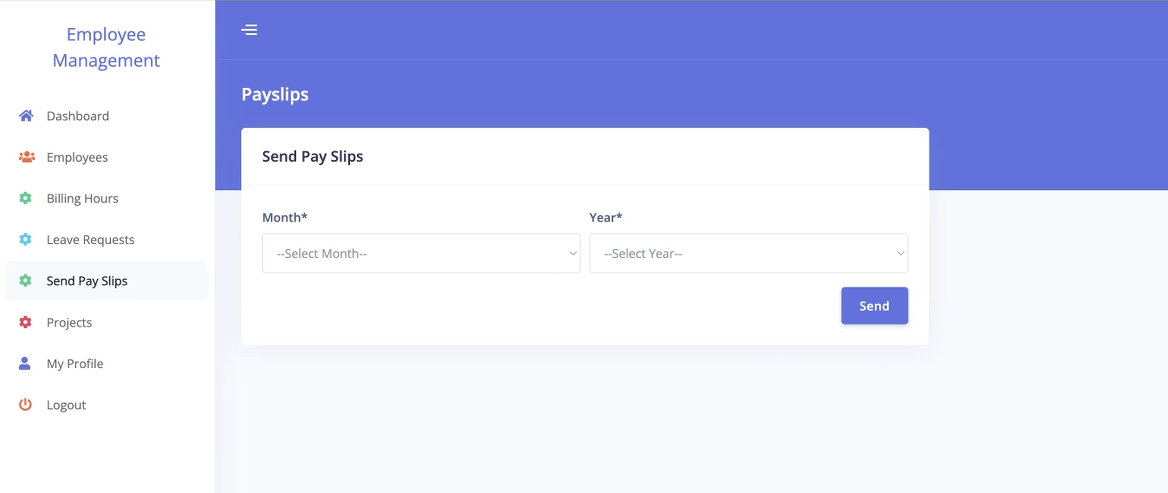 Employee
Management
Dashboard
Employees
Billing Hours
Leave Requests
Send Pay Slips
Projects
My Profile
Logout
Payslips
Send Pay Slips
Month*
Year*
--Select Month--
--Select Year--
Send